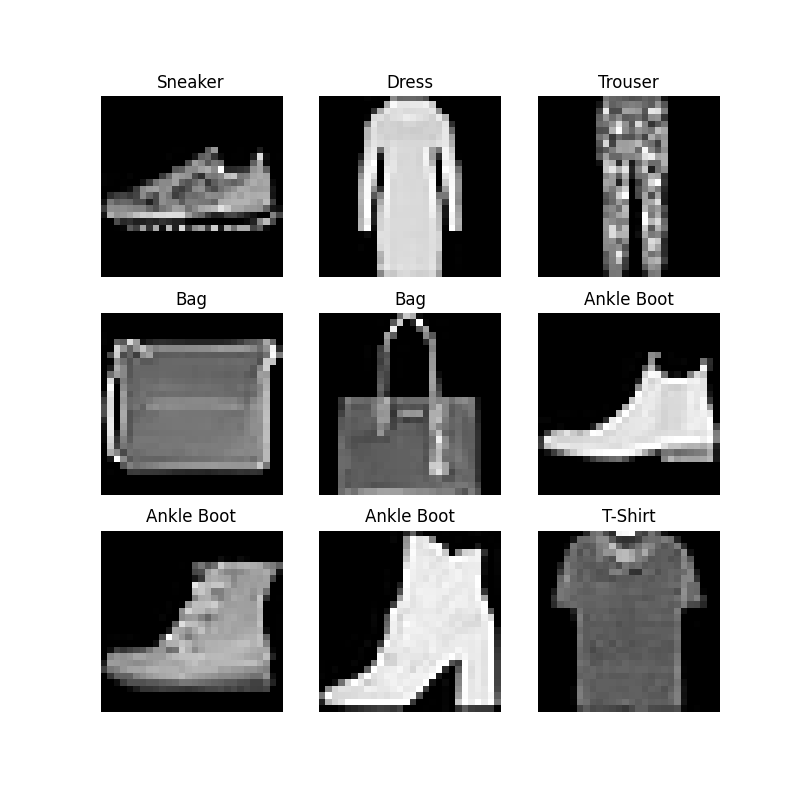 Sneaker
Dress
Trouser
Bag
Bag
Ankle Boot
Ankle Boot
Ankle Boot
T-Shirt